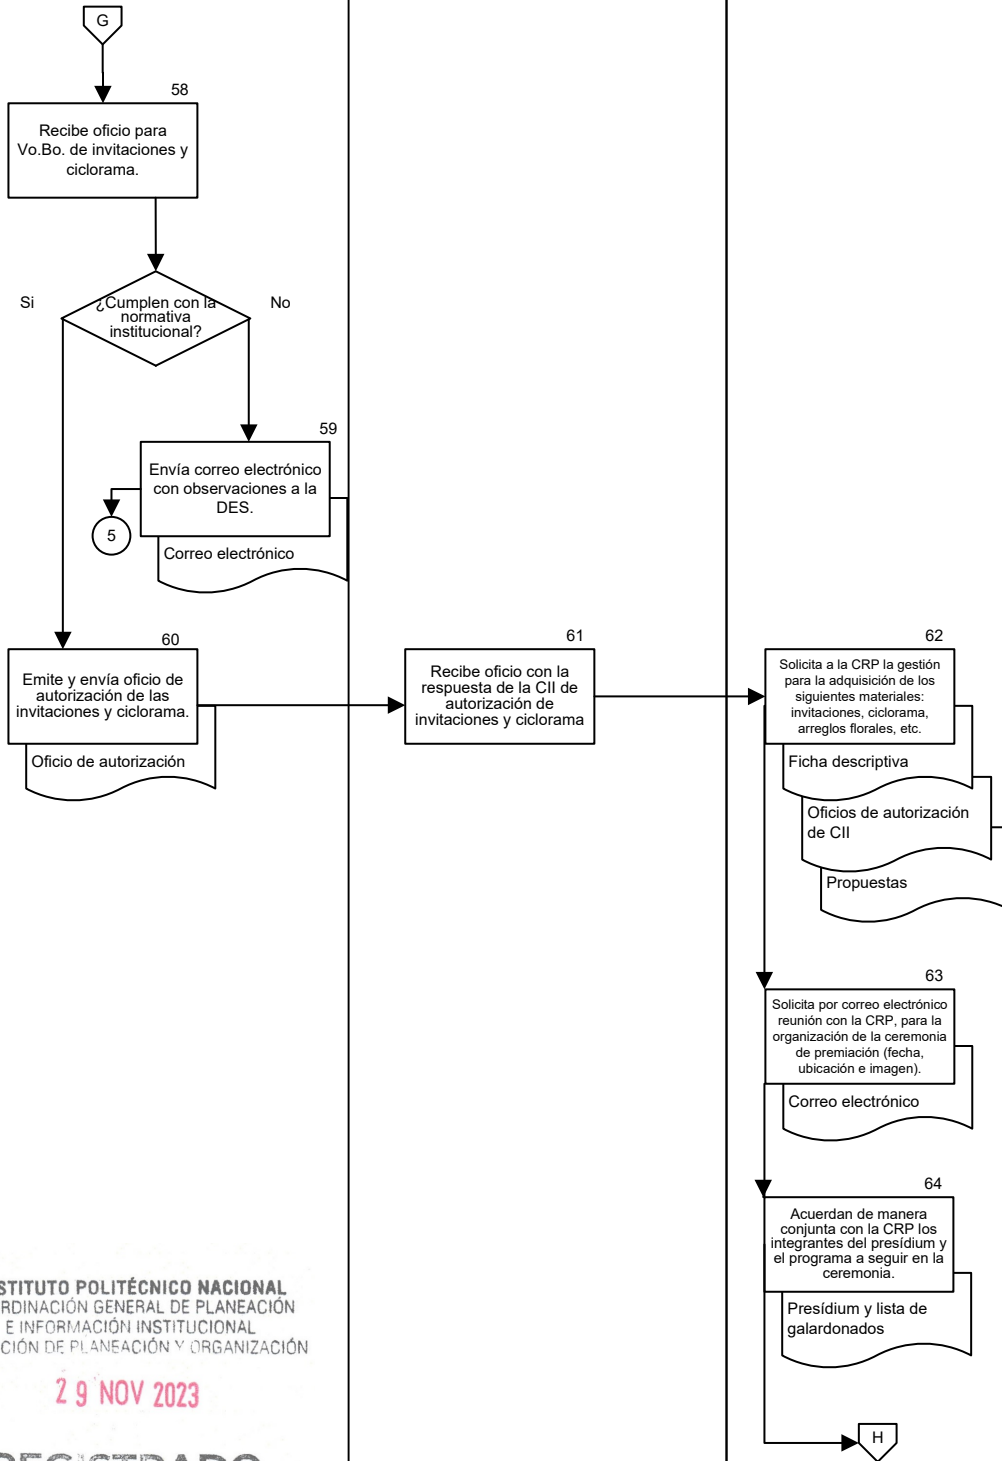 G
58
Recibe oficio para
Vo.Bo. de invitaciones y
ciclorama.
Si
¿Cumplen con la
normativa
institucional?
No
59
Envía correo electrónico
con observaciones a la
DES.
5
Correo electrónico
60
Emite y envía oficio de
autorización de las
invitaciones y ciclorama.
Oficio de autorización
61
Recibe oficio con la
respuesta de la CII de
autorización de
invitaciones y ciclorama
62
Solicita a la CRP la gestión
para la adquisición de los
siguientes materiales:
invitaciones, ciclorama,
arreglos florales, etc.
Ficha descriptiva
Oficios de autorización
de CII
Propuestas
63
Solicita por correo electrónico
reunión con la CRP, para la
organización de la ceremonia
de premiación (fecha,
ubicación e imagen).
Correo electrónico
64
Acuerdan de manera
conjunta con la CRP los
integrantes del presídium y
el programa a seguir en la
ceremonia.
Presídium y lista de
galardonados
H
STITUTO POLITÉCNICO NACIONAL
RDINACIÓN GENERAL DE PLANEACIÓN
E INFORMACIÓN INSTITUCIONAL
CIÓN DE PLANEACIÓN Y ORGANIZACIÓN
29 NOV 2023
REGISTRADO